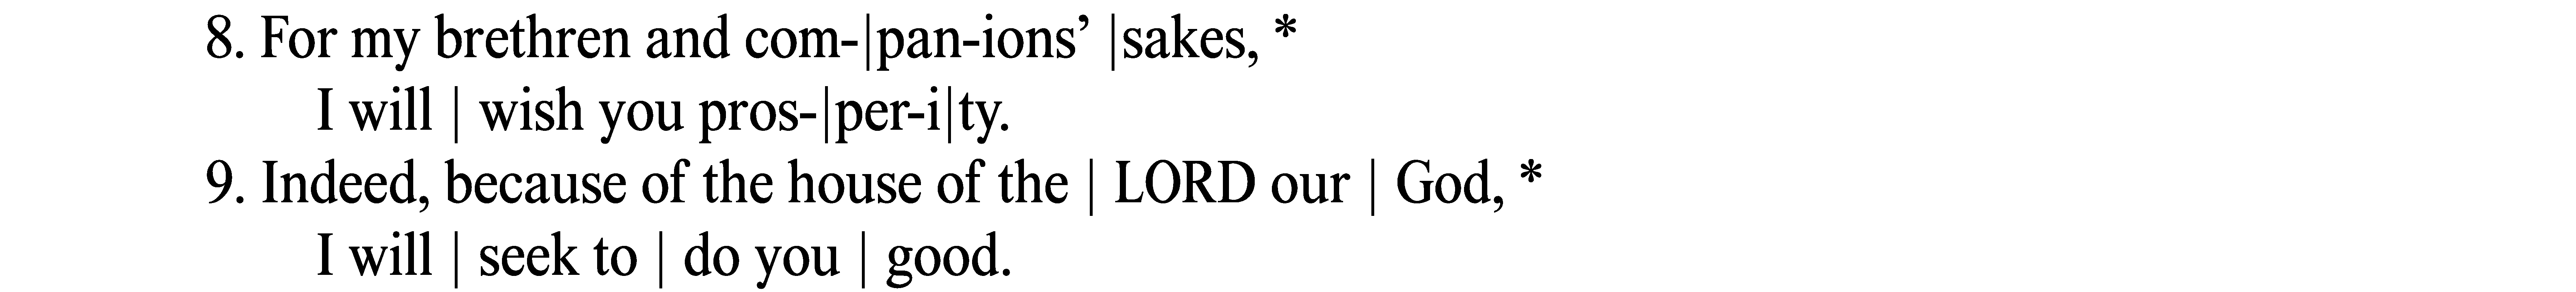 8. For my brethren and com-|pan-ions’ |sakes, *
I will | wish you pros-|per-i|ty.
9. Indeed, because of the house of the | LORD our | God, *
I will | seek to | do you | good.